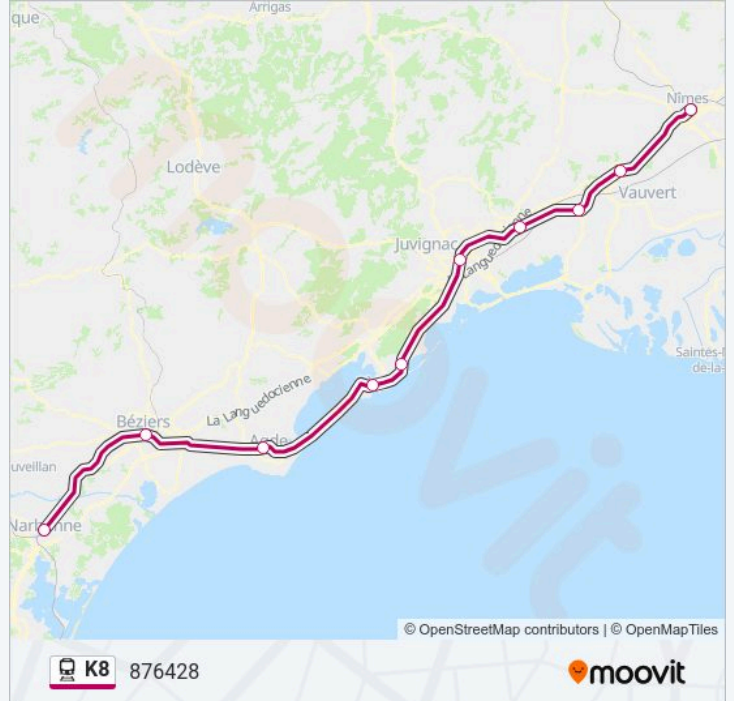 que
Arrigas
Nîmes
Lodève
Vauvert
Juvignac
Languedocienne
Saintes-
de-la-
La Languedocienne
Béziers
Agde
uveillan
Narbonne
© OpenStreetMap contributors | © OpenMapTiles
K8 876428 moovit